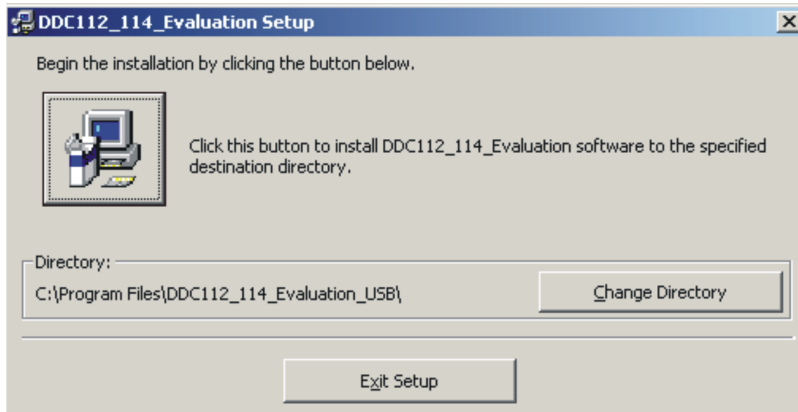 DDC112_114_Evaluation Setup
Begin the installation by clicking the button below.
Click this button to install DDC112_114_Evaluation software to the specified
destination directory.
Directory:
C:\Program Files\DDC112_114_Evaluation_USB\
Change Directory
Exit Setup